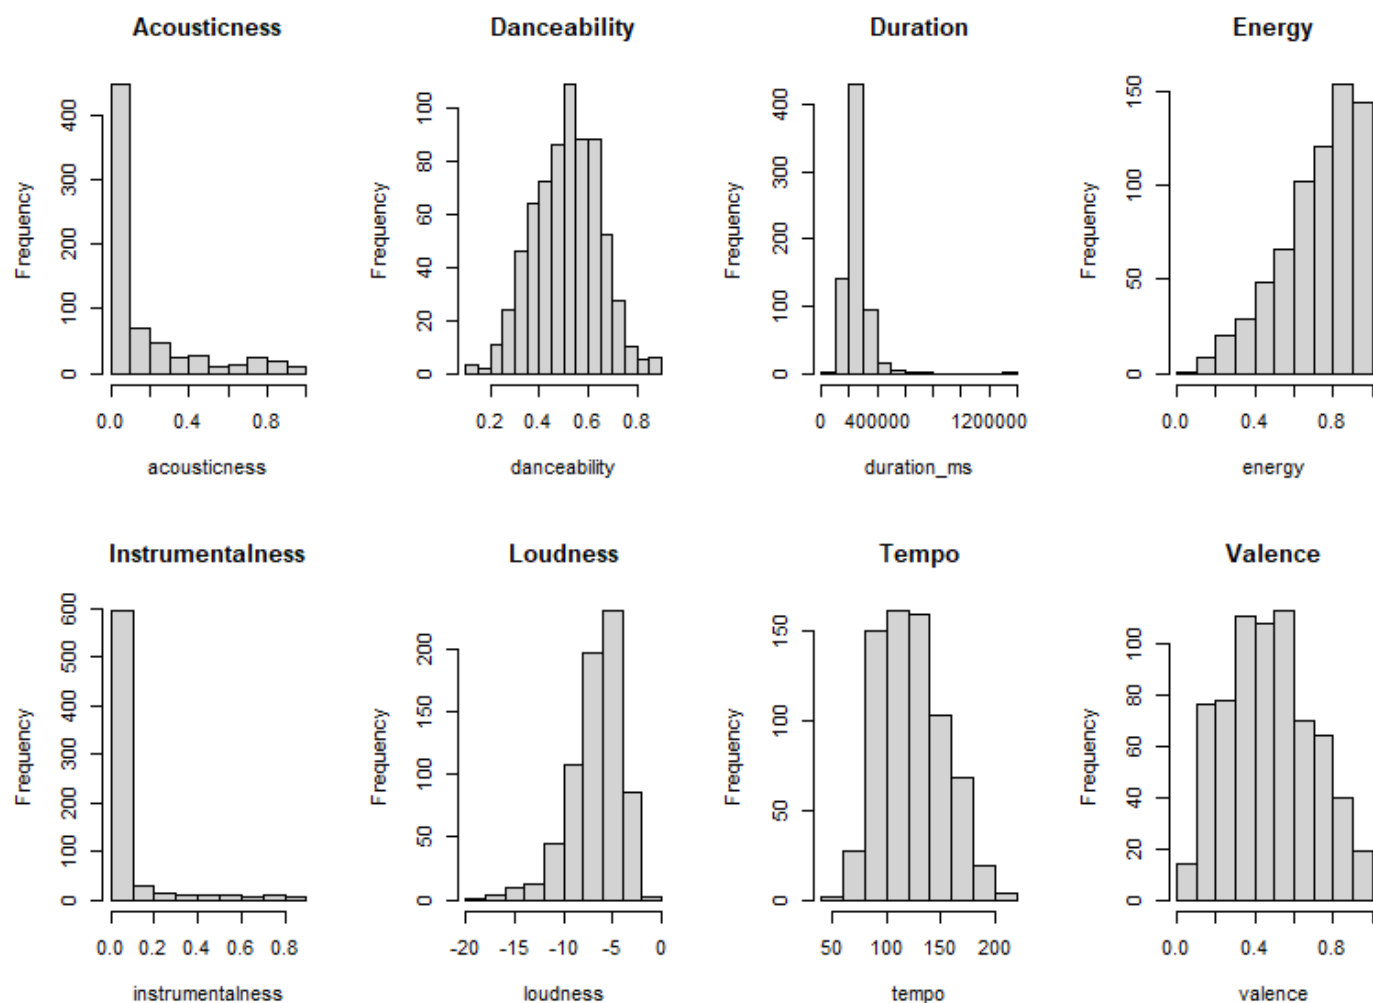 Acousticness
Frequency
400
300
200
100
0
0.0 0.4 0.8
acousticness
Danceability
Frequency
100
80
60
40
20
0
0.2 0.4 0.6 0.8
danceability
Duration
Frequency
400
300
200
100
0
0 400000 1200000
duration_ms
Energy
Frequency
150
100
50
0
0.0 0.4 0.8
energy
Instrumentalness
Frequency
600
500
400
300
200
100
0
0.0 0.2 0.4 0.6 0.8
instrumentalness
Loudness
Frequency
200
150
100
50
0
-20 -15 -10 -5 0
loudness
Tempo
Frequency
150
100
50
0
50 100 150 200
tempo
Valence
Frequency
100
80
60
40
20
0
0.0 0.4 0.8
valence